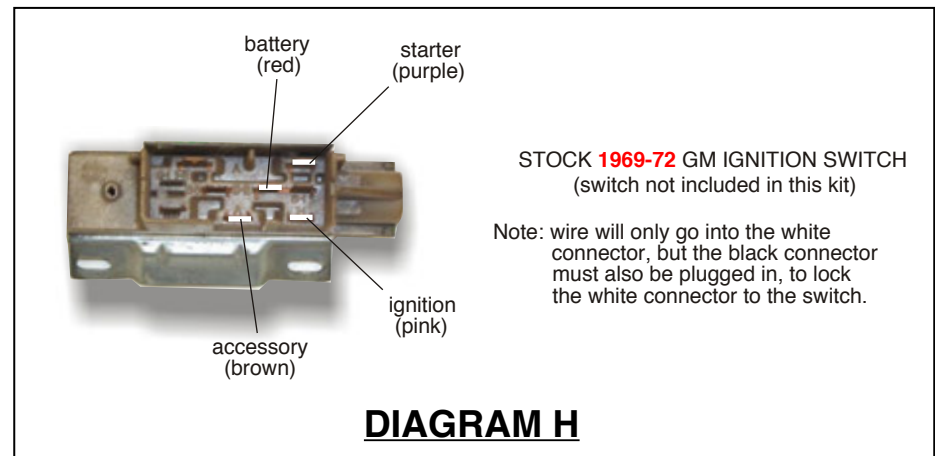 battery
(red)
starter
(purple)
STOCK 1969-72 GM IGNITION SWITCH
(switch not included in this kit)
Note: wire will only go into the white
connector, but the black connector
must also be plugged in, to lock
the white connector to the switch.
ignition
(pink)
accessory
(brown)
DIAGRAM H